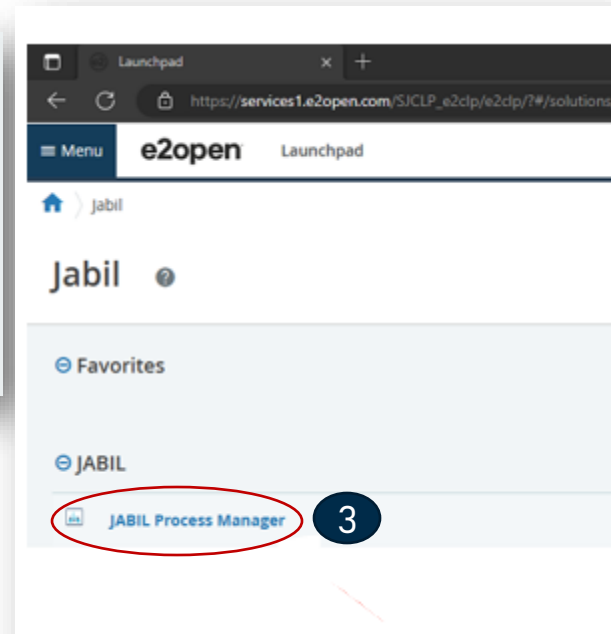 Launchpad
https://services1.e2open.com/SJCLP_e2clp/e2clp/?#/solutions
Menu e2open Launchpad
Jabil
Jabil
Favorites
JABIL
JABIL Process Manager 3